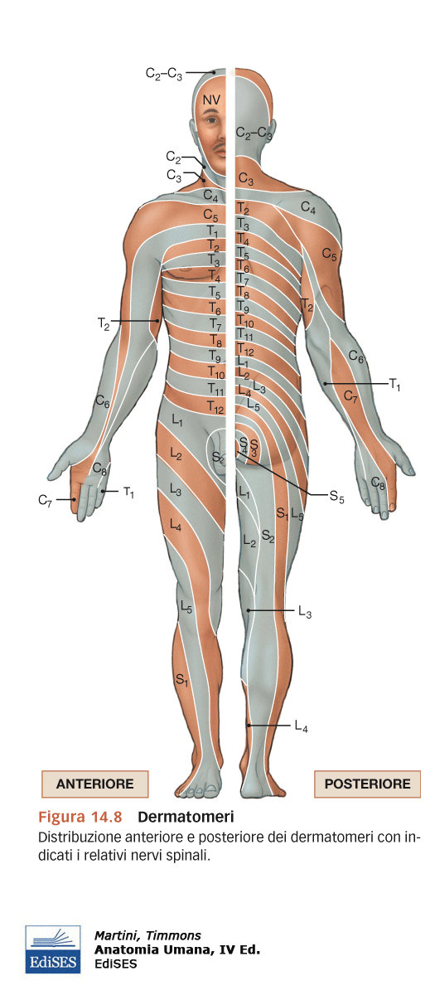 C2–C3
NV
C2–C3
C2
C3
C3
C4
C4
C5
T2
T1
T3
T2
T4
C5
T3
T5
T4
T6
T5
T7
T6
T8
T2
T7
T9
T2
T8
T10
T9
T11
T10
T12
T11
L1
C6
T12
L2
L3
T1
L4
C7
C6
L5
L1
S4
S3
L2
S2
C8
C8
L3
L1
T1
C7
S5
L4
S1
L5
L2
S2
L5
L3
S1
L4
ANTERIORE
POSTERIORE
Figura 14.8 Dermatomeri
Distribuzione anteriore e posteriore dei dermatomeri con in-
dicati i relativi nervi spinali.
EdiSES
Martini, Timmons
Anatomia Umana, IV Ed.
EdiSES